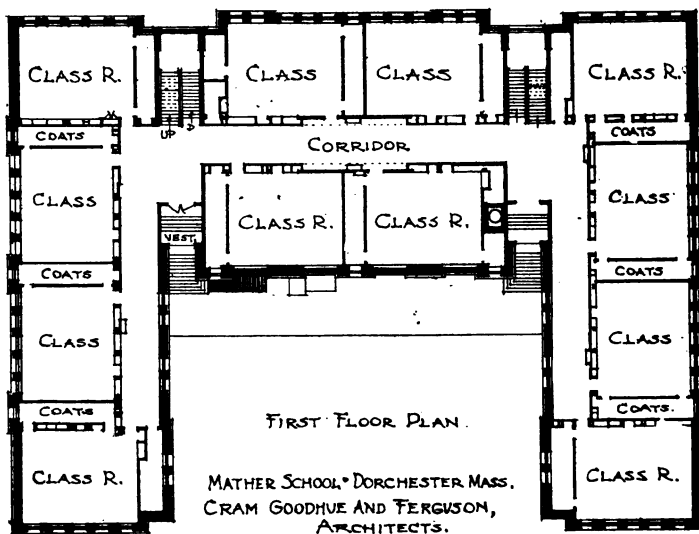 CLASS R.
CLASS
CLASS
CLASS R.
COATS
UP
D
CORRIDOR
COATS
CLASS
CLASS R.
CLASS R.
CLASS
VEST.
COATS
COATS
CLASS
CLASS
COATS
COATS.
CLASS R.
FIRST FLOOR PLAN.
CLASS R.
MATHER SCHOOL • DORCHESTER MASS.
CRAM GOODHUE AND FERGUSON,
ARCHITECTS.